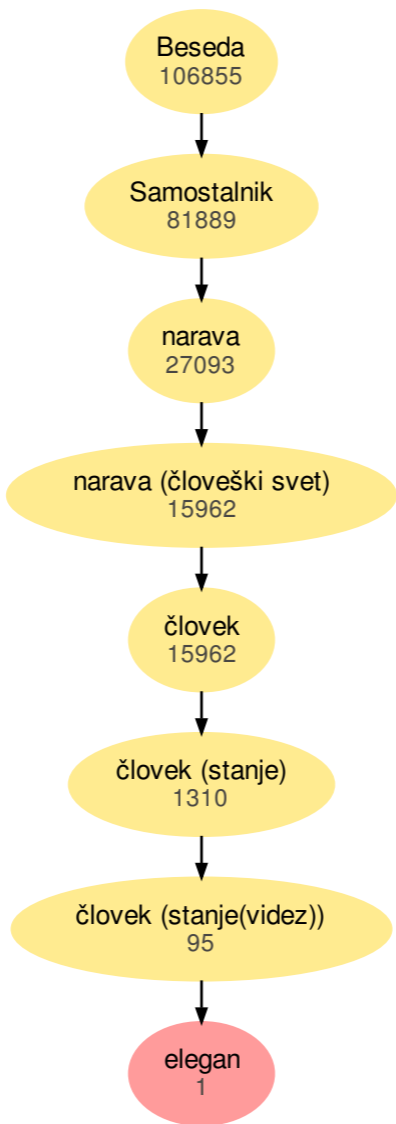 Beseda
106855
Samostalnik
81889
narava
27093
narava (človeški svet)
15962
človek
15962
človek (stanje)
1310
človek (stanje(videz))
95
elegan
1